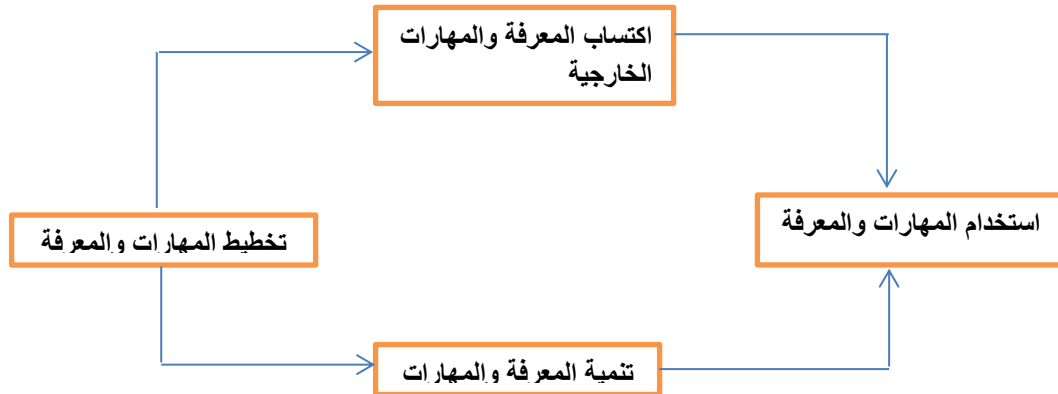 اكتساب المعرفة والمهارات
الخارجية
استخدام المهارات والمعرفة
تخطيط المهارات والمعرفة
تنمية المعرفة والمهارات